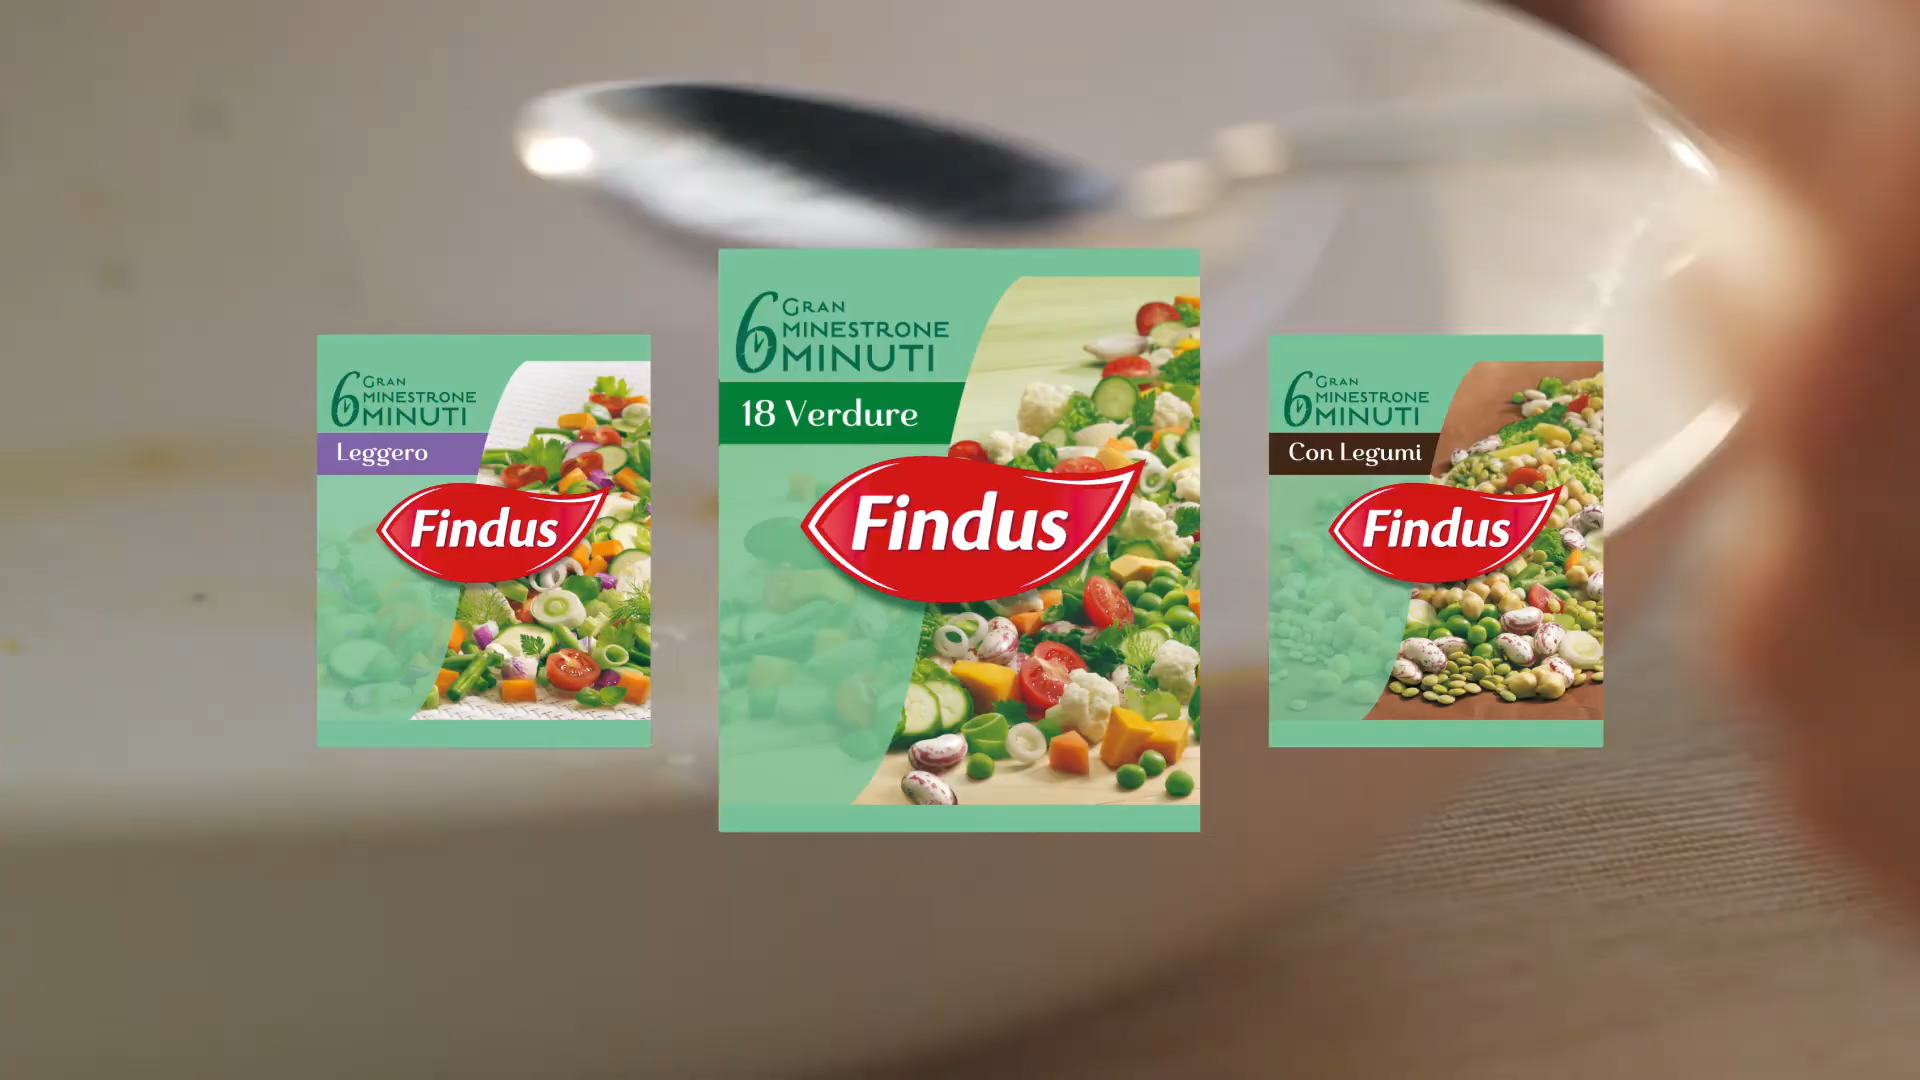 6 GRAN
MINESTRONE
MINUTI
Leggero
Findus
6 GRAN
MINESTRONE
MINUTI
18 Verdure
Findus
6 GRAN
MINESTRONE
MINUTI
Con Legumi
Findus